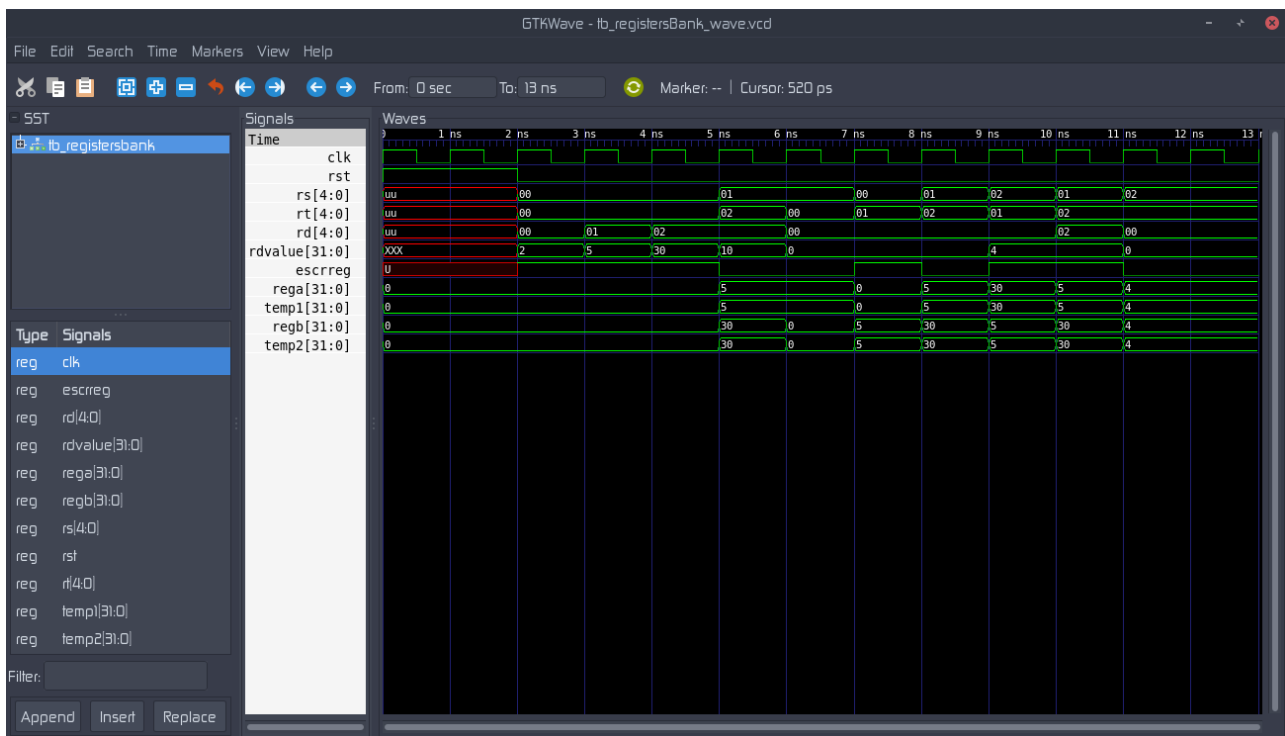 GTKWave - tb_registersBank_wave.vcd
File Edit Search Time Markers View Help
From: 0 sec To: 13 ns Marker: -- | Cursor: 520 ps
SST
tb_registersbank
Type Signals
reg clk
reg escrreg
reg rd[4:0]
reg rdvalue[31:0]
reg rega[31:0]
reg regb[31:0]
reg rs[4:0]
reg rst
reg rt[4:0]
reg temp1[31:0]
reg temp2[31:0]
Filter:
Append Insert Replace
Signals
Time
clk
rst
rs[4:0]
rt[4:0]
rd[4:0]
rdvalue[31:0]
escrreg
rega[31:0]
temp1[31:0]
regb[31:0]
temp2[31:0]
Waves
1 ns 2 ns 3 ns 4 ns 5 ns 6 ns 7 ns 8 ns 9 ns 10 ns 11 ns 12 ns 13
uu 00 01 00 01 02 01 02
uu 00 02 00 01 02 01 02
uu 00 01 02 00 02 00
XXX 2 5 30 10 0 4 0
U
0 5 0 5 30 5 4
0 5 0 5 30 5 4
0 30 0 5 30 5 30 4
0 30 0 5 30 5 30 4